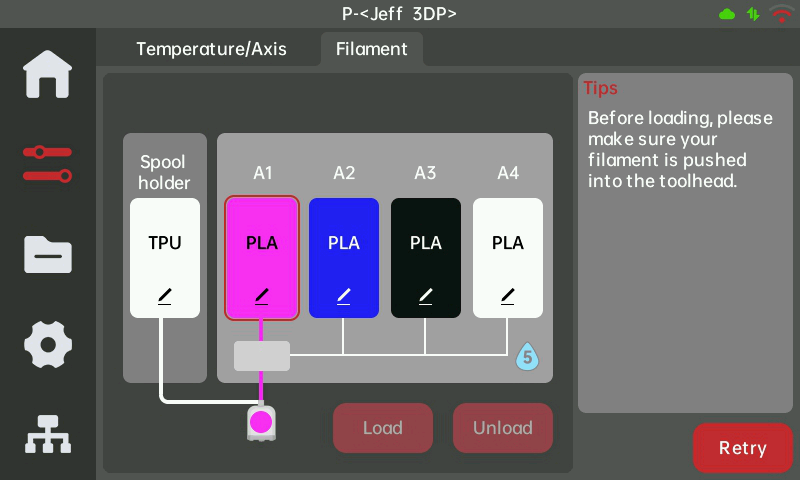 P-<Jeff 3DP>
Temperature/Axis
Filament
Spool
holder
A1
A2
A3
A4
TPU
PLA
PLA
PLA
PLA
5
Load
Unload
Tips
Before loading, please
make sure your
filament is pushed
into the toolhead.
Retry